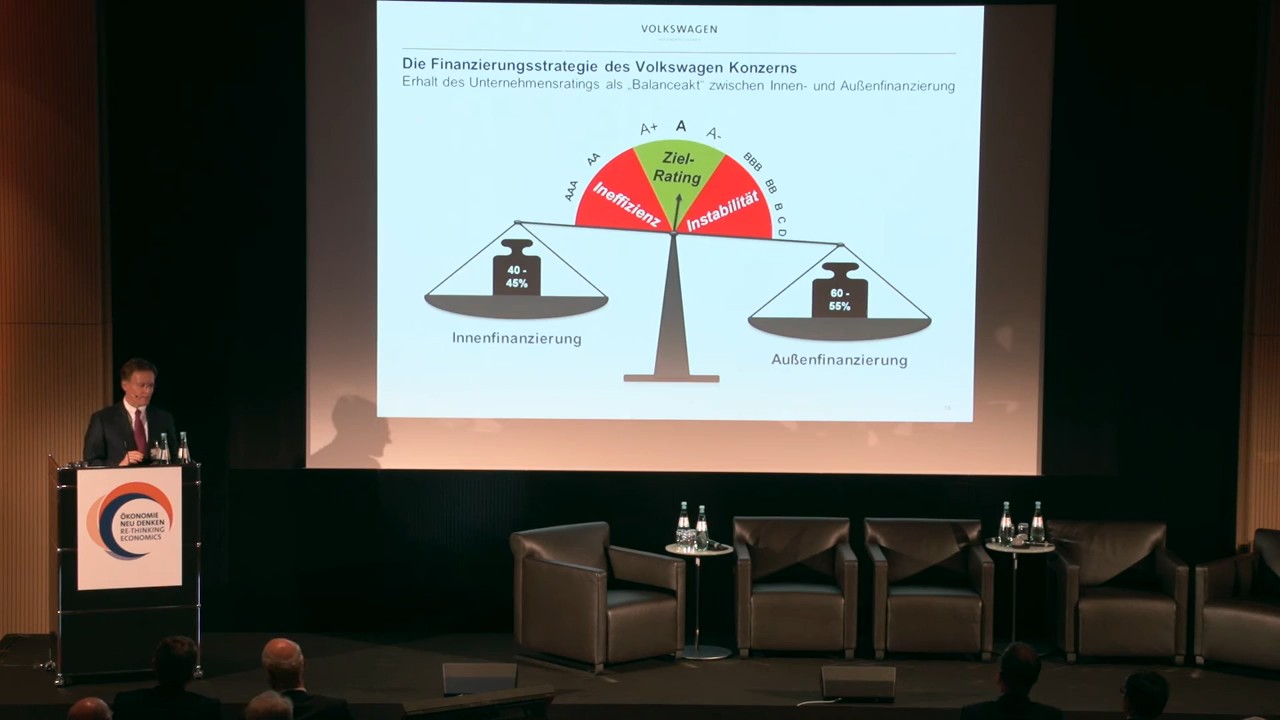 VOLKSWAGEN
Die Finanzierungsstrategie des Volkswagen Konzerns
Erhalt des Unternehmensratings als „Balanceakt“ zwischen Innen- und Außenfinanzierung
AAA
AA
A+
A
A-
BBB
BB
B
C
D
Ineffizienz
Ziel-
Rating
Instabilität
40 -
45%
60 -
55%
Innenfinanzierung
Außenfinanzierung
ÖKONOMIE
NEU DENKEN
RE-THINKING
ECONOMICS